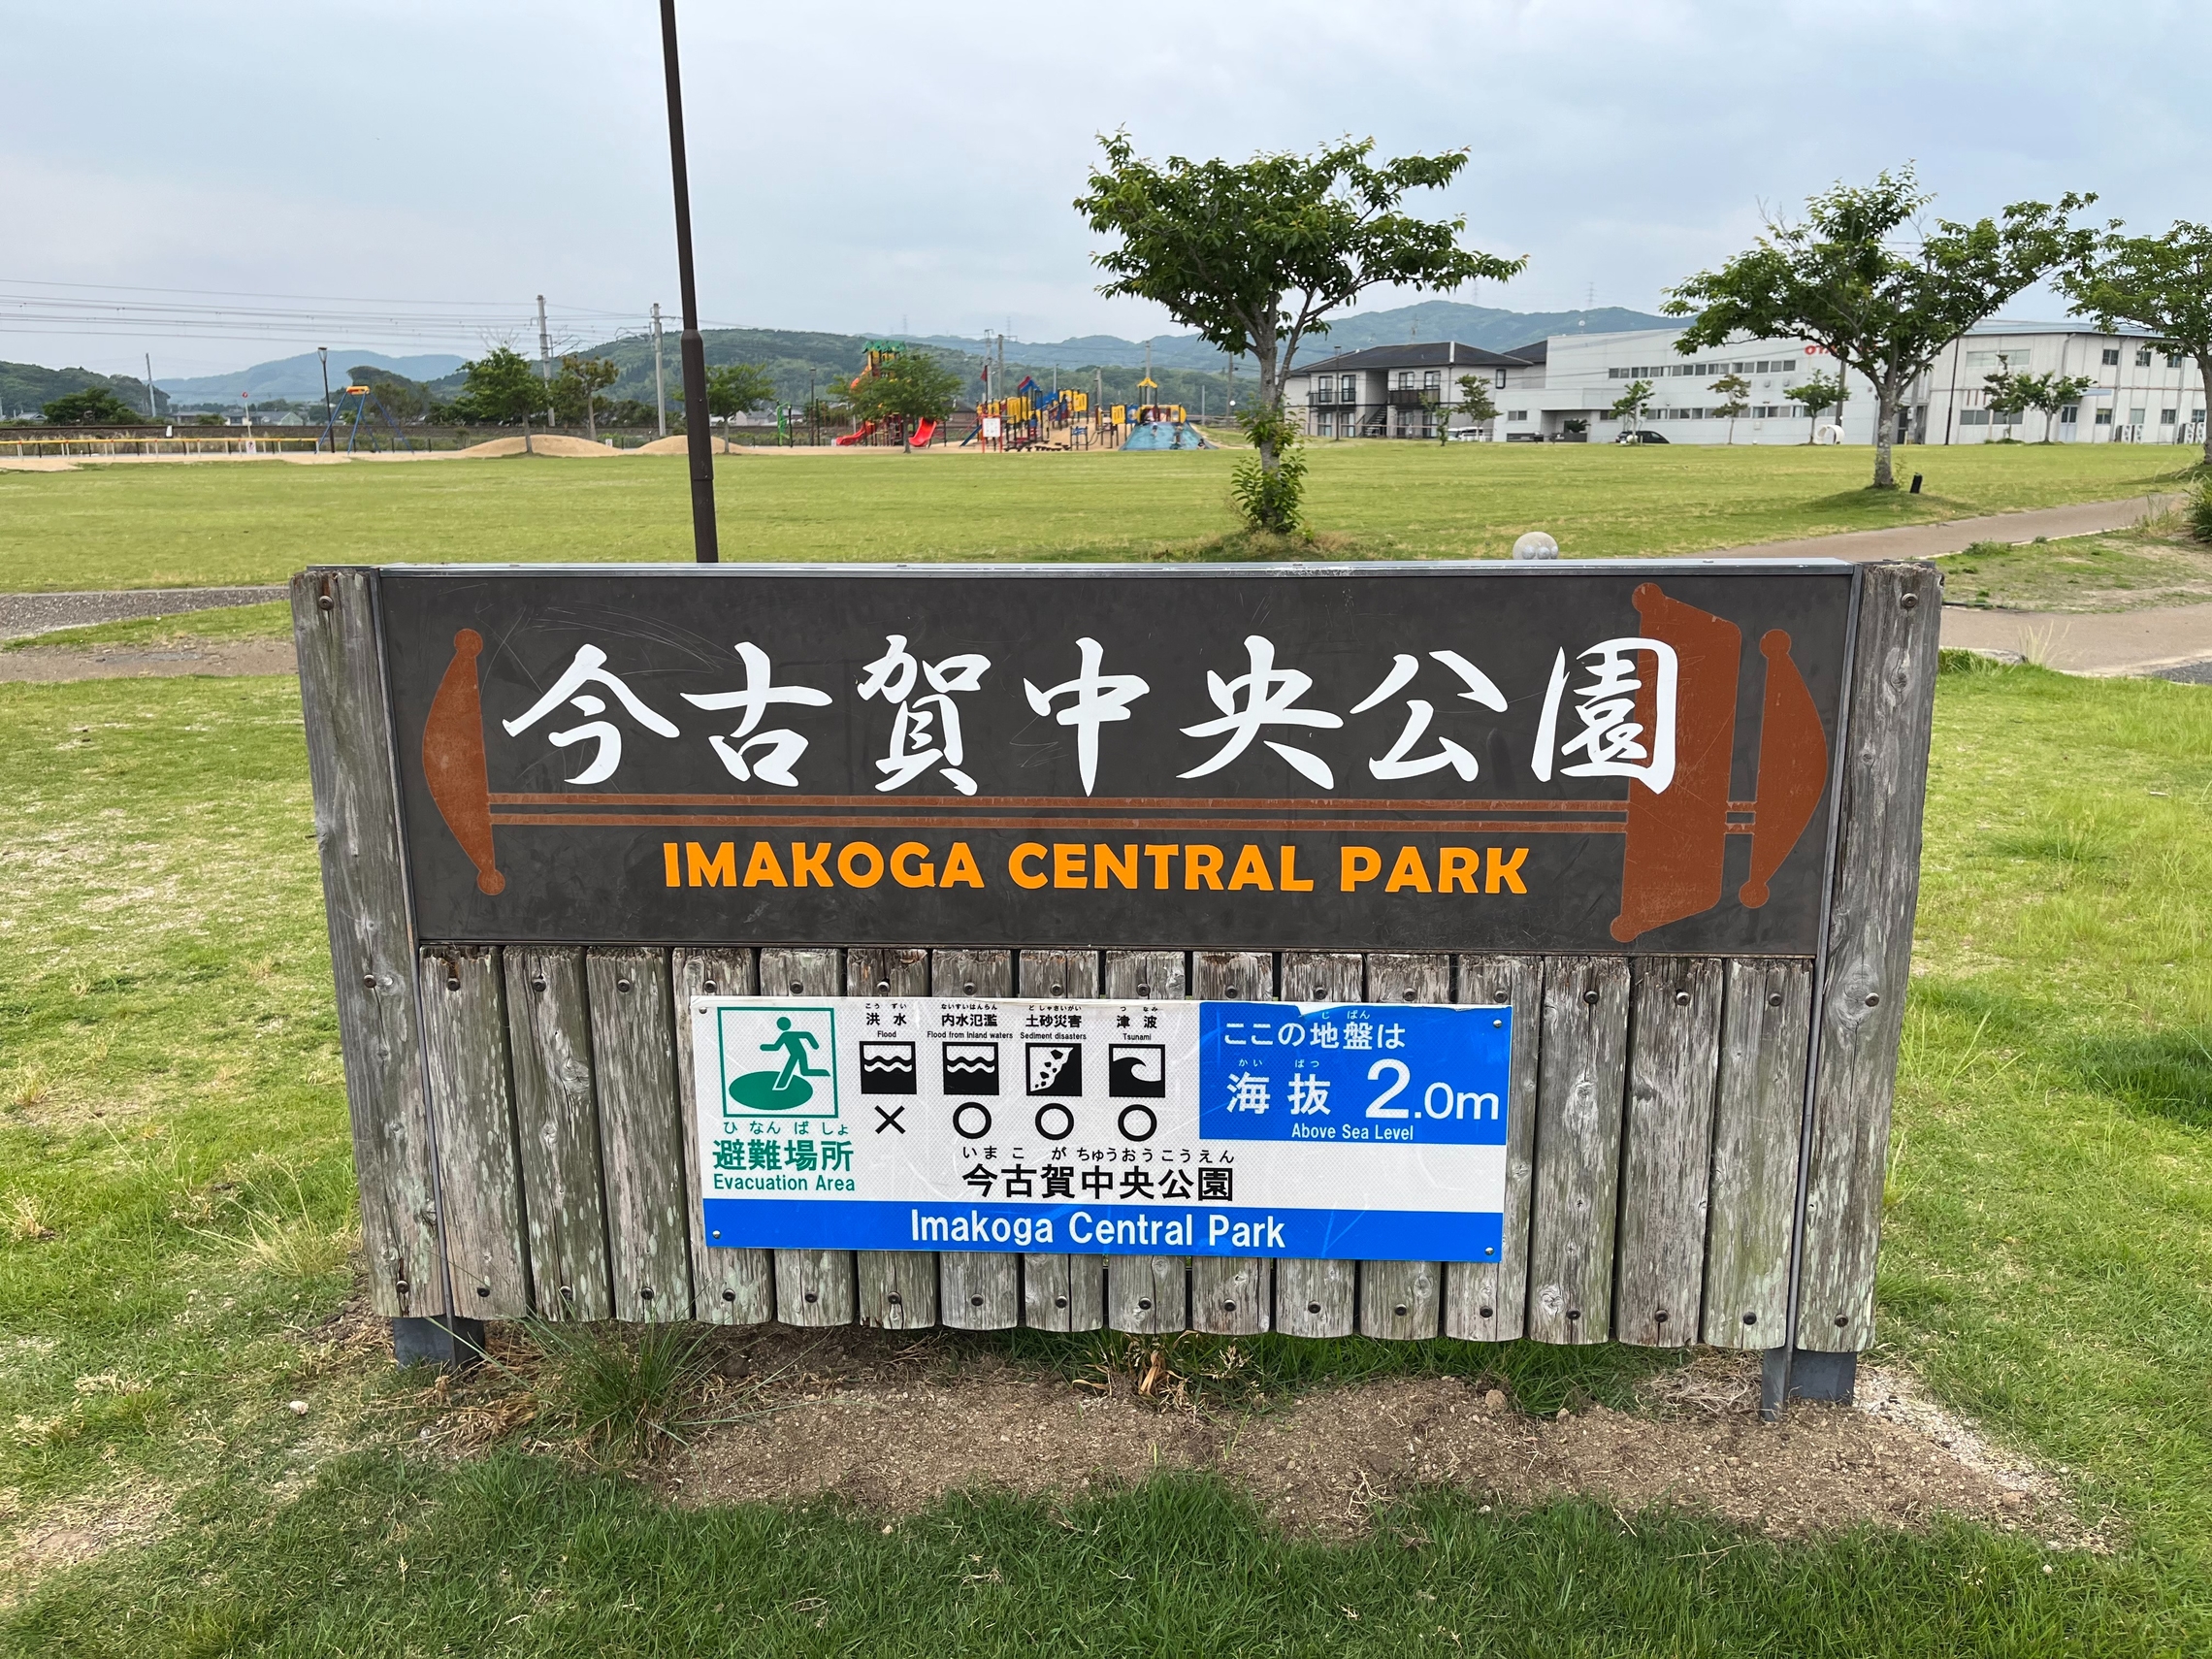 今古賀中央公園
IMAKOGA CENTRAL PARK
こうずい
洪水
Flood
ないすいはんらん
内水氾濫
Flood from Inland waters
どしゃさいがい
土砂災害
Sediment disasters
つなみ
津波
Tsunami
× ○ ○ ○
ひなんばしょ
避難場所
Evacuation Area
じばん
ここの地盤は
かいばつ
海抜 2.0m
Above Sea Level
いまこがちゅうおうこうえん
今古賀中央公園
Imakoga Central Park